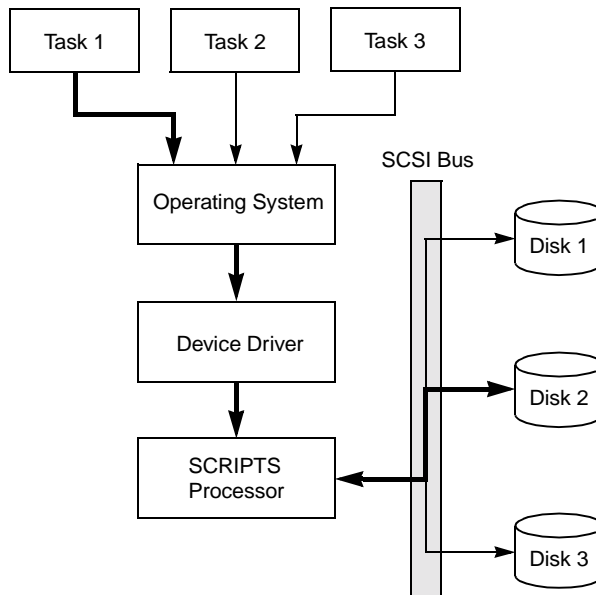 Task 1
Task 2
Task 3
SCSI Bus
Operating System
Disk 1
Device Driver
Disk 2
SCRIPTS
Processor
Disk 3